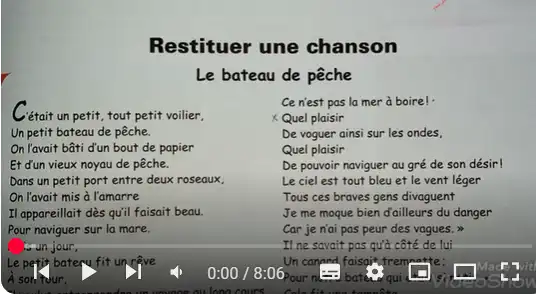 Restituer une chanson
Le bateau de pêche
C'était un petit, tout petit voilier,
Un petit bateau de pêche.
On l'avait bâti d'un bout de papier
Et d'un vieux noyau de pêche.
Dans un petit port entre deux roseaux,
On l'avait mis à l'amarre
Il appareillait dès qu'il faisait beau.
Pour naviguer sur la mare.
un jour,
Le petit bateau fit un rêve
À son tour,
Ce n'est pas la mer à boire!
Quel plaisir
De voguer ainsi sur les ondes,
Quel plaisir
De pouvoir naviguer au gré de son désir!
Le ciel est tout bleu et le vent léger
Tous ces braves gens divaguent
Je me moque bien d'ailleurs du danger
Car je n'ai pas peur des vagues. »
Il ne savait pas qu'à côté de lui
Un canard faisait trempette;
Pour notre bateau qui
Cela fit une tempête
0:00 / 8:06
Made with
VideoShow